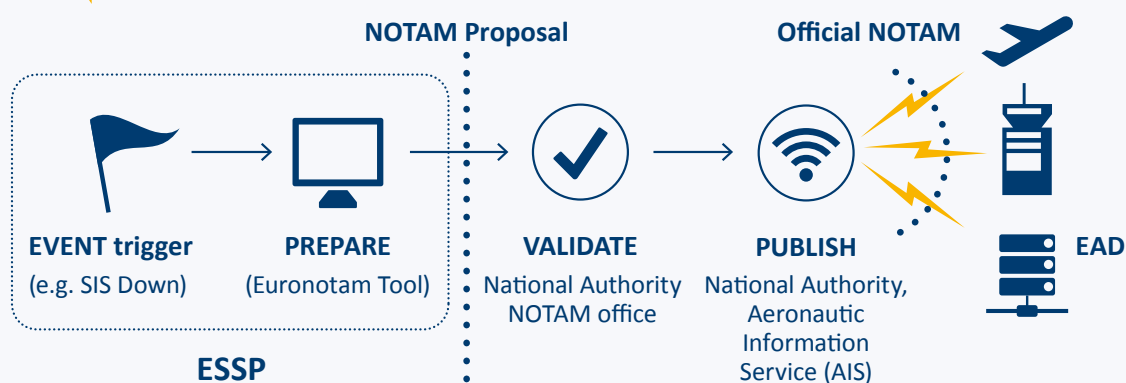 NOTAM Proposal
Official NOTAM
EVENT trigger
(e.g. SIS Down)
PREPARE
(Euronotam Tool)
VALIDATE
National Authority
NOTAM office
PUBLISH
National Authority,
Aeronautic
Information
Service (AIS)
EAD
ESSP